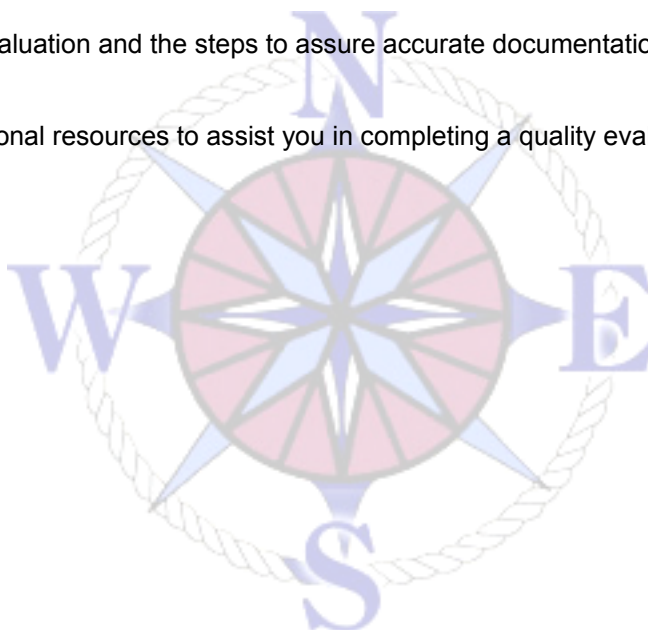 aluation and the steps to assure accurate documentatio
N
onal resources to assist you in completing a quality eva
W E
S